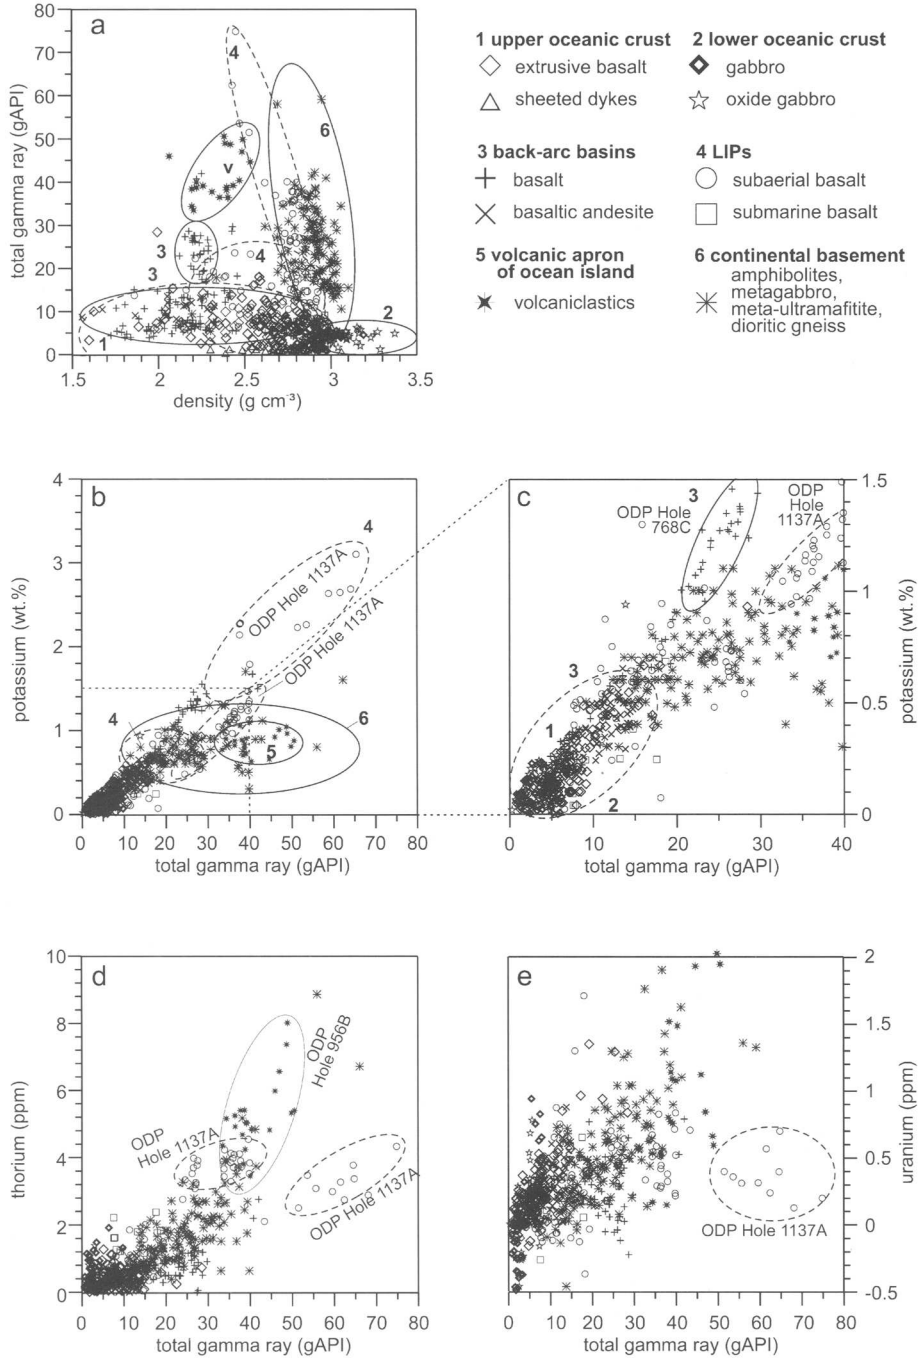 a
80
70
60
50
40
30
20
10
0
total gamma ray (gAPI)
4
6
v
3
4
3
2
1
1.5 2 2.5 3 3.5
density (g cm⁻³)
1 upper oceanic crust
extrusive basalt
sheeted dykes
2 lower oceanic crust
gabbro
oxide gabbro
3 back-arc basins
basalt
basaltic andesite
4 LIPs
subaerial basalt
submarine basalt
5 volcanic apron
of ocean island
volcaniclastics
6 continental basement
amphibolites,
metagabbro,
meta-ultramafitite,
dioritic gneiss
b
4
3
2
1
0
potassium (wt.%)
4
ODP Hole 1137A
ODP Hole 1137A
4
6
5
0 10 20 30 40 50 60 70 80
total gamma ray (gAPI)
c
3
ODP Hole
768C
ODP
Hole
1137A
3
1
2
1.5
1
0.5
0
potassium (wt.%)
0 10 20 30 40
total gamma ray (gAPI)
d
10
8
6
4
2
0
thorium (ppm)
ODP
Hole 956B
ODP
Hole 1137A
ODP Hole 1137A
0 10 20 30 40 50 60 70 80
total gamma ray (gAPI)
e
2
1.5
1
0.5
0
-0.5
uranium (ppm)
ODP Hole 1137A
0 10 20 30 40 50 60 70 80
total gamma ray (gAPI)